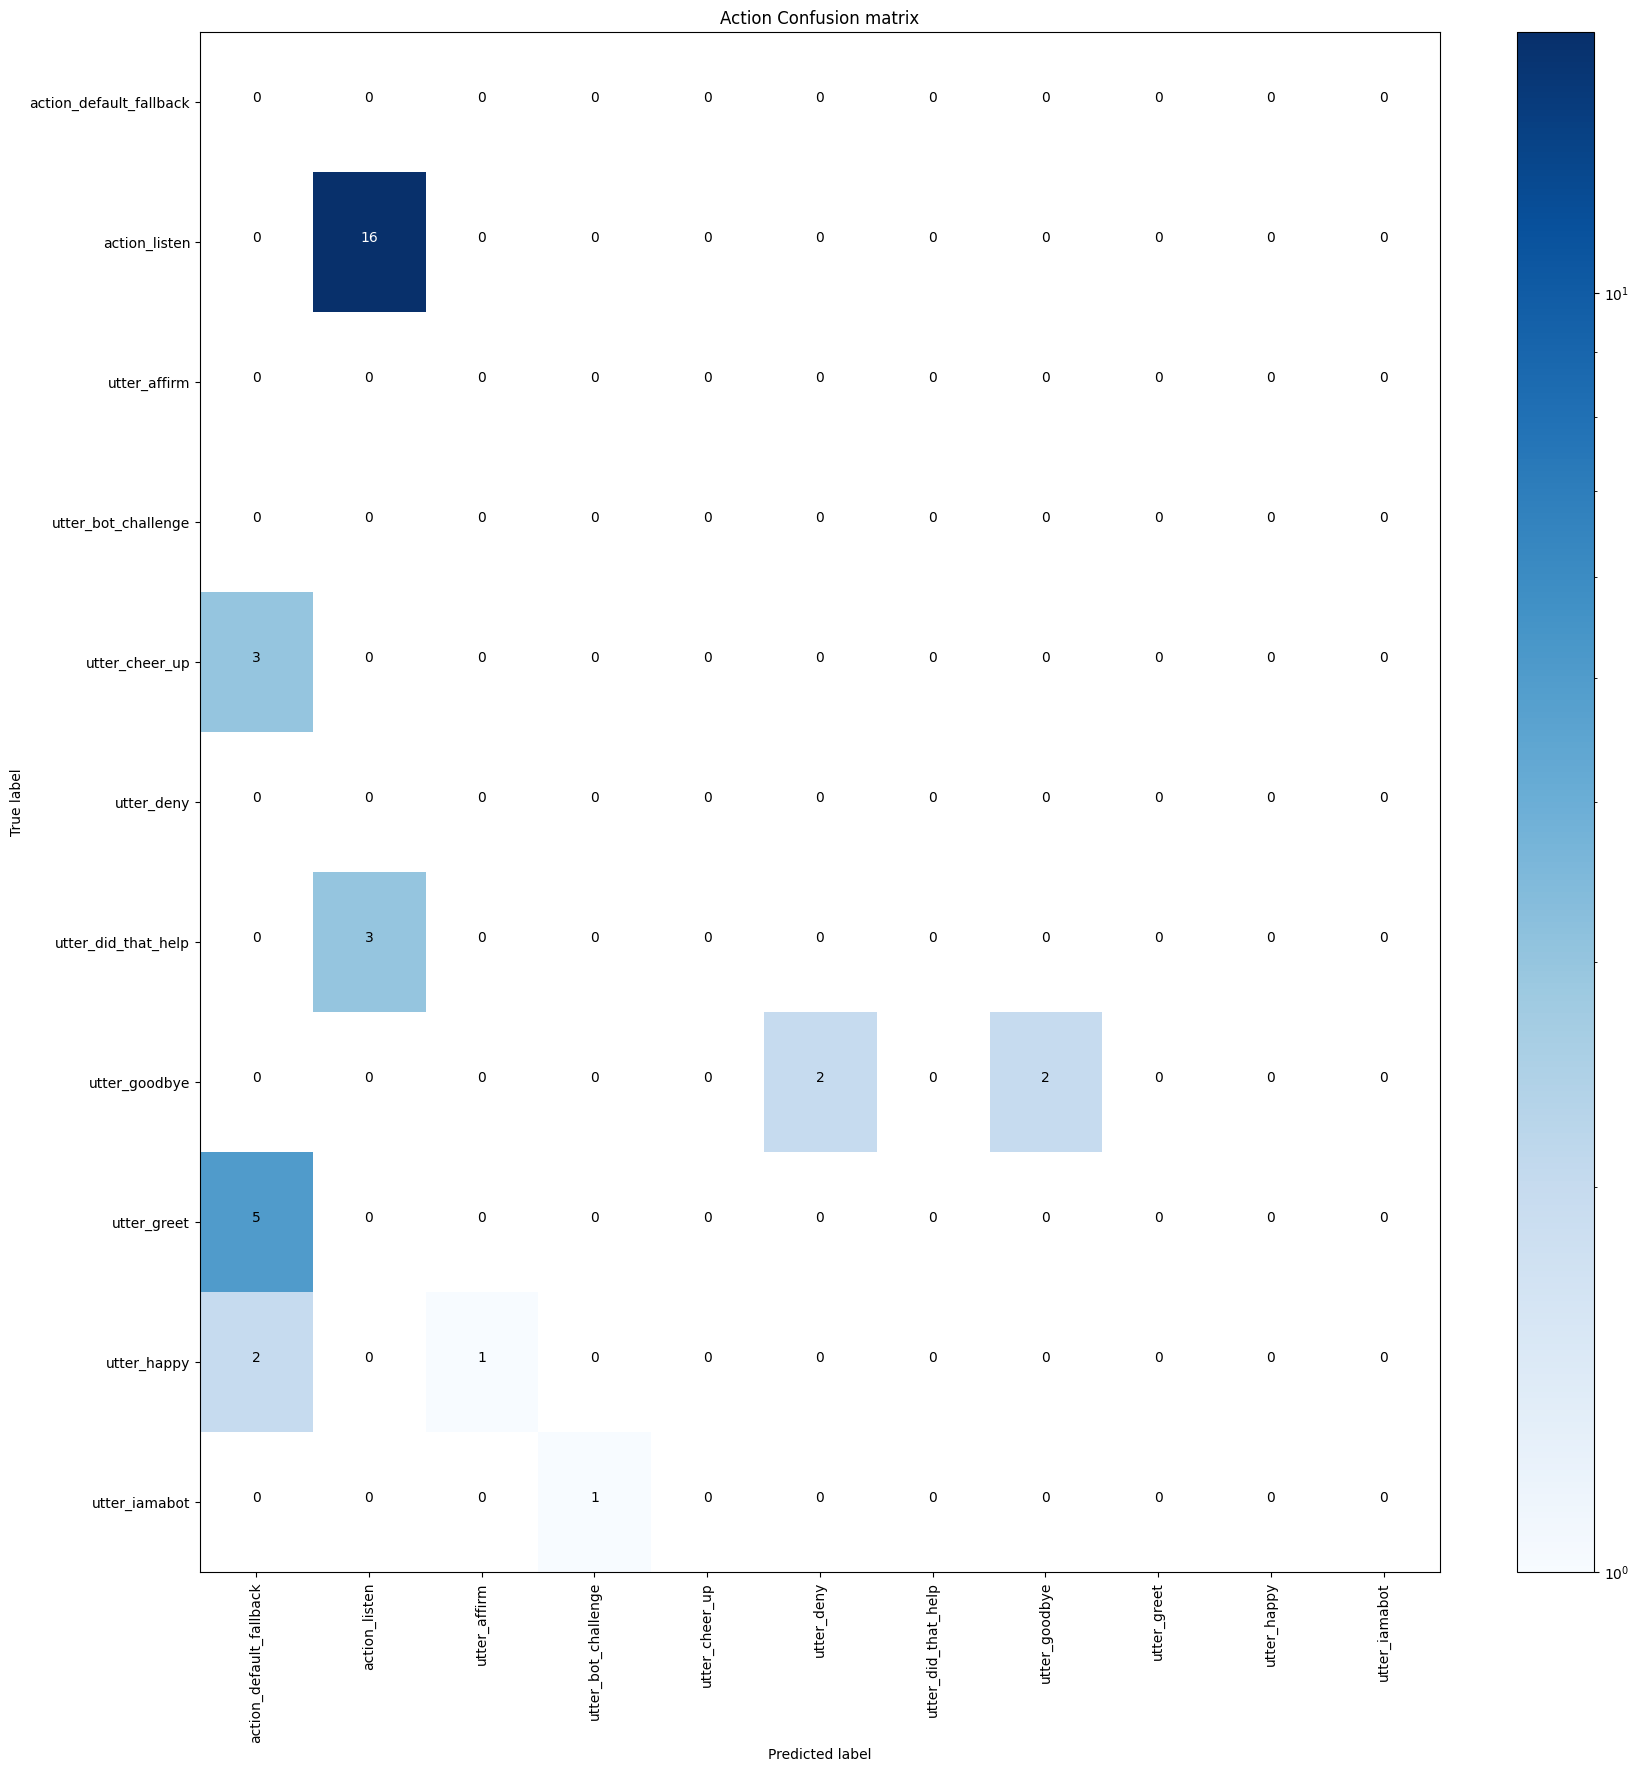 Action Confusion matrix
action_default_fallback 0 0 0 0 0 0 0 0 0 0 0
action_listen 0 16 0 0 0 0 0 0 0 0 0
10¹
utter_affirm 0 0 0 0 0 0 0 0 0 0 0
utter_bot_challenge 0 0 0 0 0 0 0 0 0 0 0
utter_cheer_up 3 0 0 0 0 0 0 0 0 0 0
True label
utter_deny 0 0 0 0 0 0 0 0 0 0 0
utter_did_that_help 0 3 0 0 0 0 0 0 0 0 0
utter_goodbye 0 0 0 0 0 2 0 2 0 0 0
utter_greet 5 0 0 0 0 0 0 0 0 0 0
utter_happy 2 0 1 0 0 0 0 0 0 0 0
utter_iamabot 0 0 0 1 0 0 0 0 0 0 0
10⁰
action_default_fallback
action_listen
utter_affirm
utter_bot_challenge
utter_cheer_up
utter_deny
utter_did_that_help
utter_goodbye
utter_greet
utter_happy
utter_iamabot
Predicted label